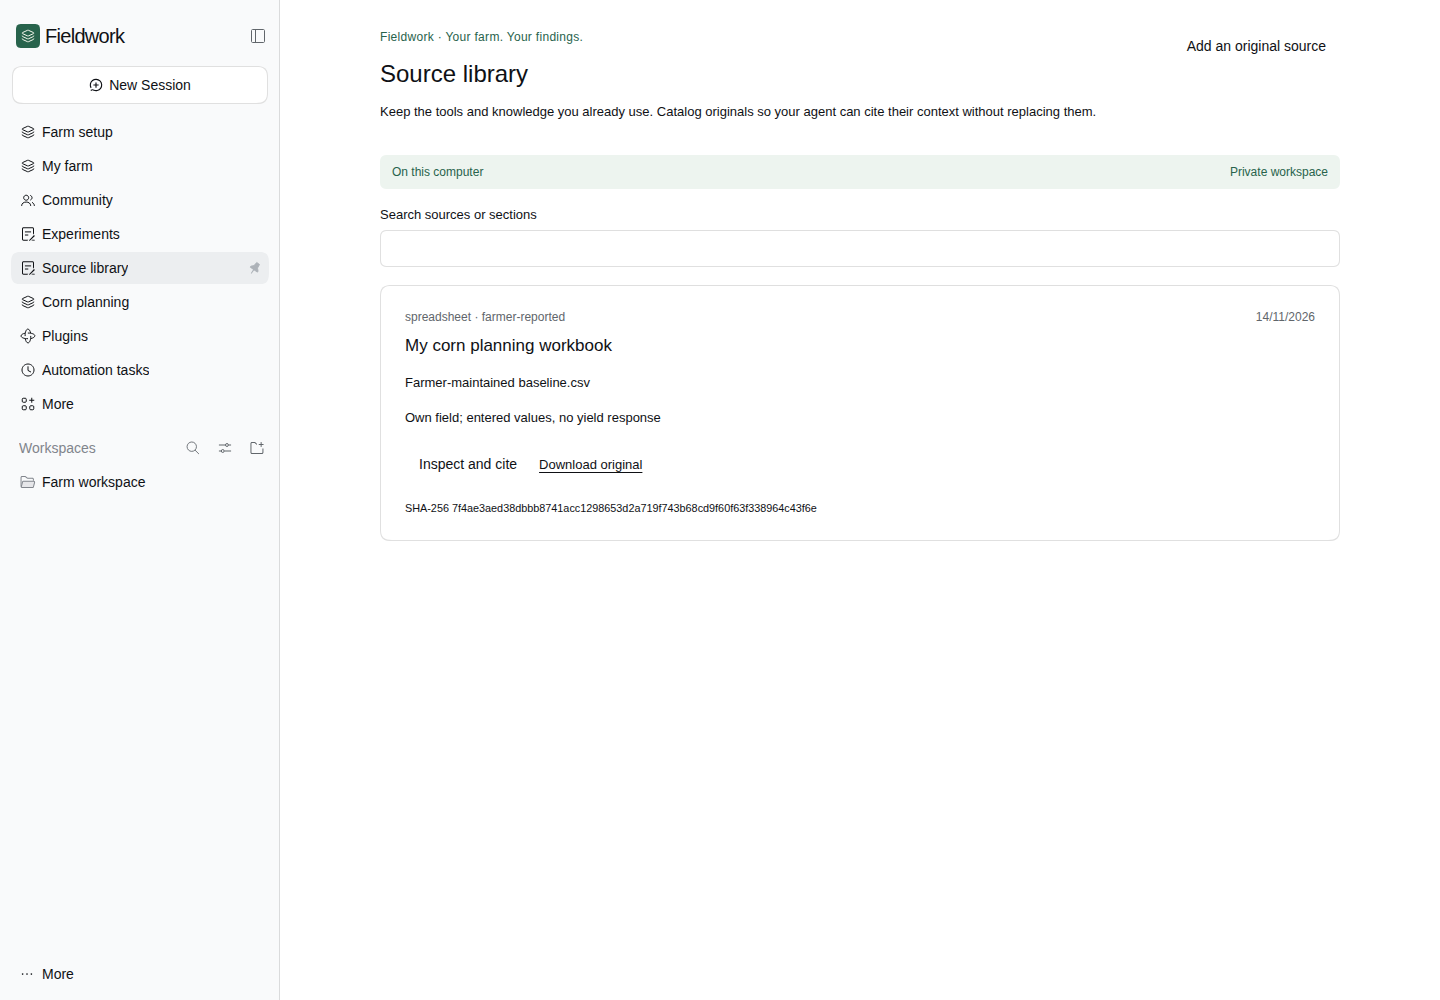 Fieldwork
New Session
Farm setup
My farm
Community
Experiments
Source library
Corn planning
Plugins
Automation tasks
More
Workspaces
Farm workspace
More
Fieldwork · Your farm. Your findings.
Add an original source
Source library
Keep the tools and knowledge you already use. Catalog originals so your agent can cite their context without replacing them.
On this computer Private workspace
Search sources or sections
spreadsheet · farmer-reported 14/11/2026
My corn planning workbook
Farmer-maintained baseline.csv
Own field; entered values, no yield response
Inspect and cite Download original
SHA-256 7f4ae3aed38dbbb8741acc1298653d2a719f743b68cd9f60f63f338964c43f6e